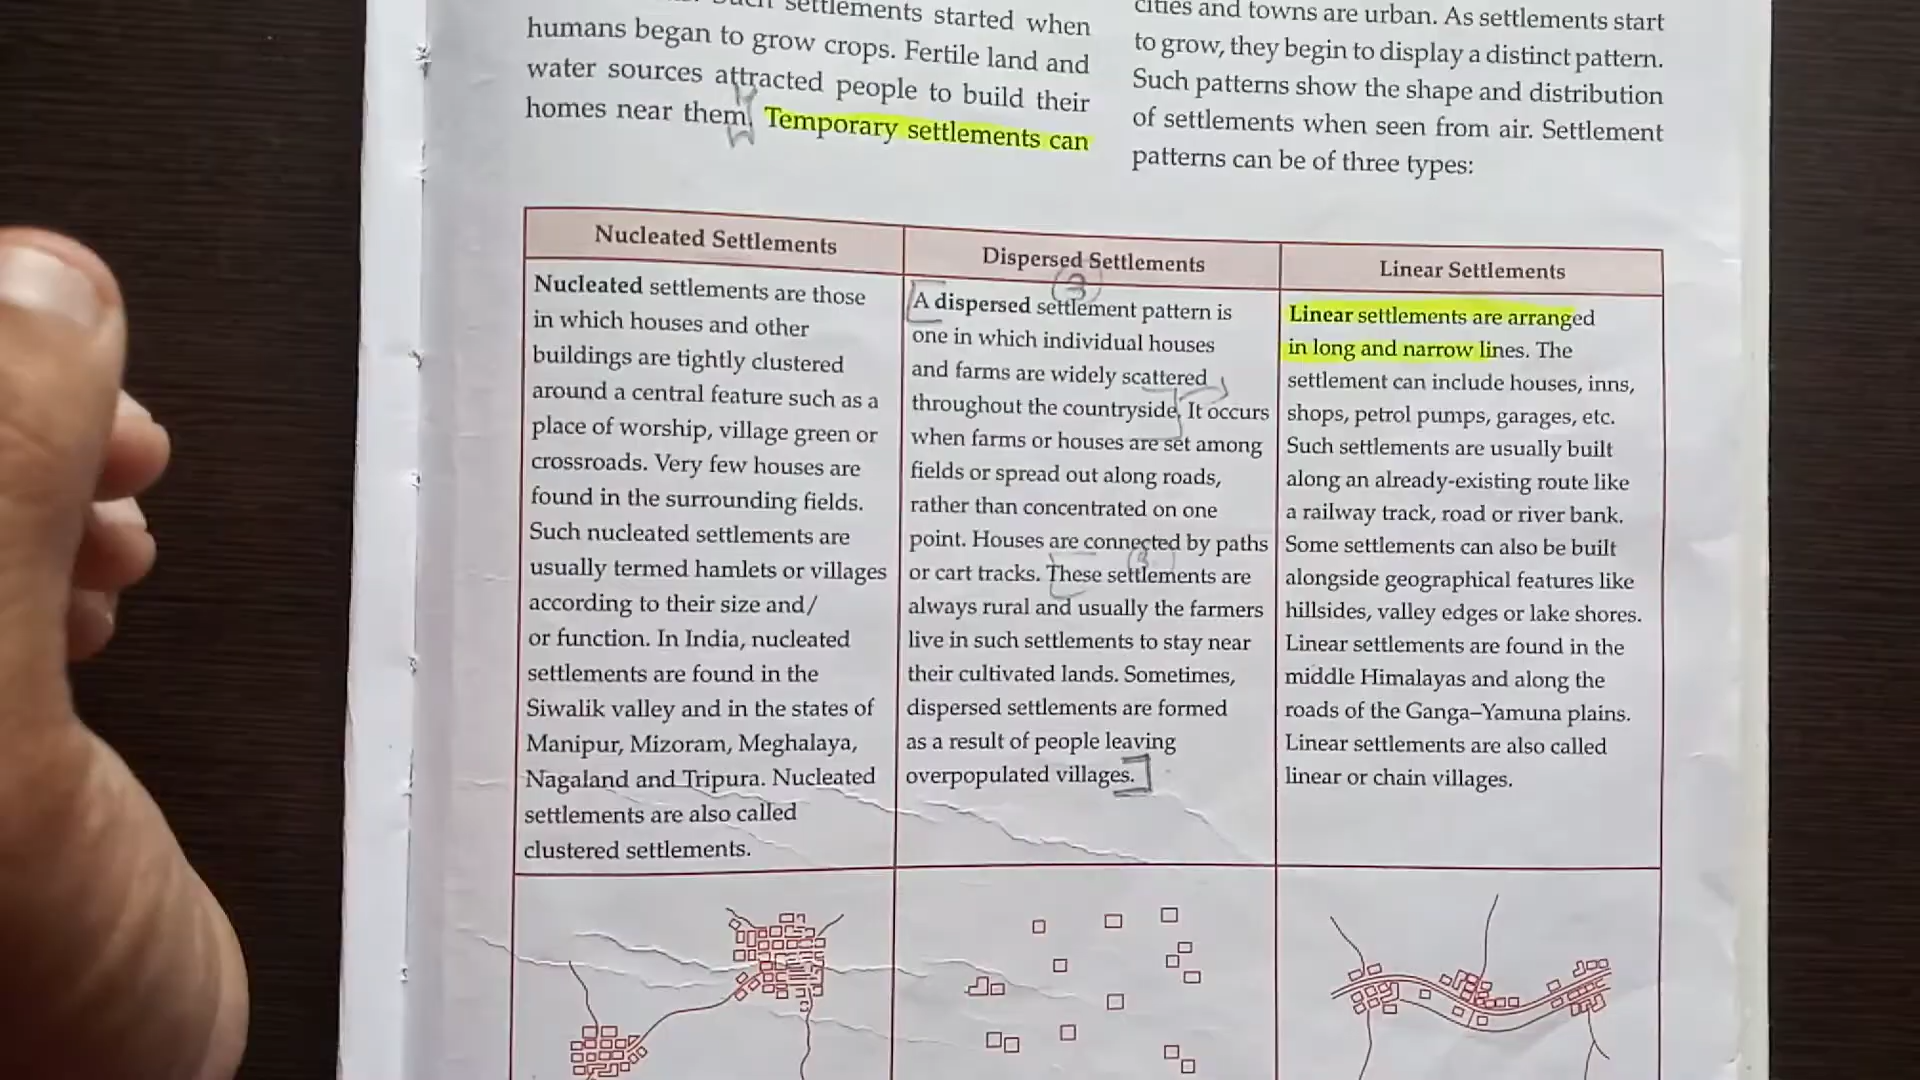 settlements started when
humans began to grow crops. Fertile land and
water sources attracted people to build their
homes near them. Temporary settlements can
cities and towns are urban. As settlements start
to grow, they begin to display a distinct pattern.
Such patterns show the shape and distribution
of settlements when seen from air. Settlement
patterns can be of three types:
Nucleated Settlements
Nucleated settlements are those
in which houses and other
buildings are tightly clustered
around a central feature such as a
place of worship, village green or
crossroads. Very few houses are
found in the surrounding fields.
Such nucleated settlements are
usually termed hamlets or villages
according to their size and/
or function. In India, nucleated
settlements are found in the
Siwalik valley and in the states of
Manipur, Mizoram, Meghalaya,
Nagaland and Tripura. Nucleated
settlements are also called
clustered settlements.
Dispersed Settlements
3
A dispersed settlement pattern is
one in which individual houses
and farms are widely scattered
throughout the countryside. It occurs
when farms or houses are set among
fields or spread out along roads,
rather than concentrated on one
point. Houses are connected by paths
or cart tracks. These settlements are
always rural and usually the farmers
live in such settlements to stay near
their cultivated lands. Sometimes,
dispersed settlements are formed
as a result of people leaving
overpopulated villages.
Linear Settlements
Linear settlements are arranged
in long and narrow lines. The
settlement can include houses, inns,
shops, petrol pumps, garages, etc.
Such settlements are usually built
along an already-existing route like
a railway track, road or river bank.
Some settlements can also be built
alongside geographical features like
hillsides, valley edges or lake shores.
Linear settlements are found in the
middle Himalayas and along the
roads of the Ganga–Yamuna plains.
Linear settlements are also called
linear or chain villages.